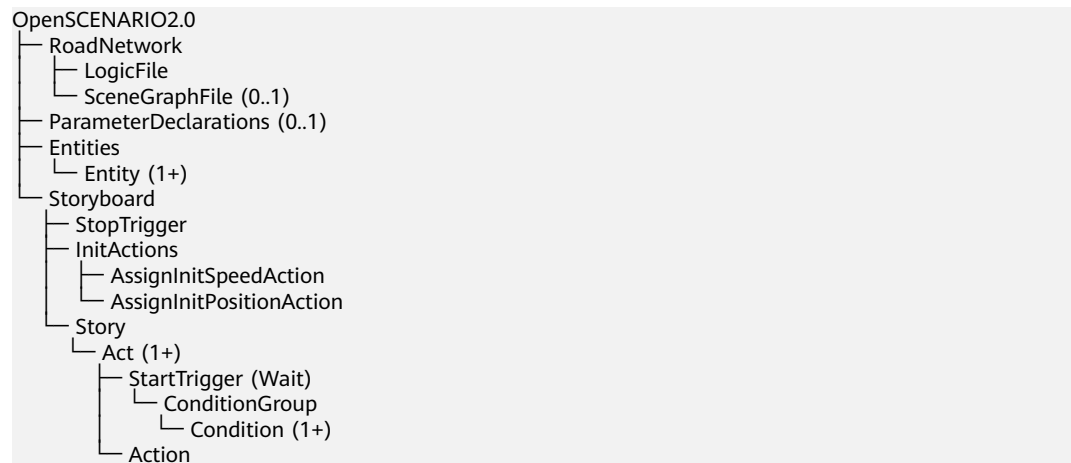 OpenSCENARIO2.0
├─ RoadNetwork
│ ├─ LogicFile
│ └─ SceneGraphFile (0..1)
├─ ParameterDeclarations (0..1)
├─ Entities
│ └─ Entity (1+)
└─ Storyboard
├─ StopTrigger
├─ InitActions
│ ├─ AssignInitSpeedAction
│ └─ AssignInitPositionAction
└─ Story
└─ Act (1+)
├─ StartTrigger (Wait)
│ └─ ConditionGroup
│ └─ Condition (1+)
└─ Action